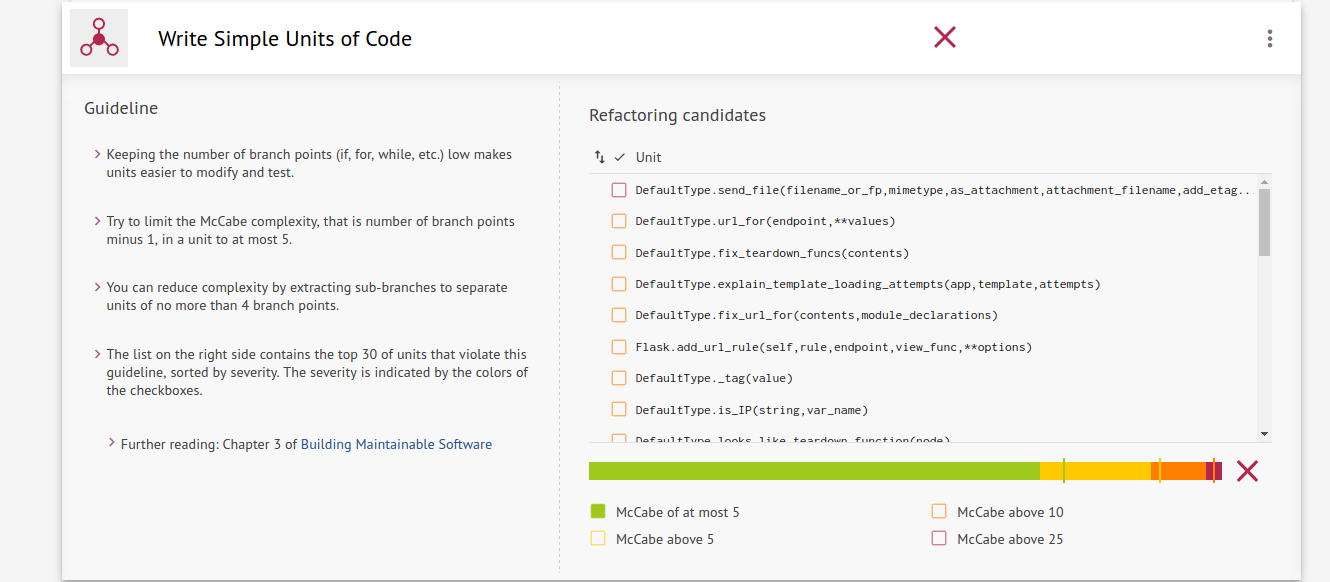 Write Simple Units of Code
Guideline
Keeping the number of branch points (if, for, while, etc.) low makes
units easier to modify and test.
Try to limit the McCabe complexity, that is number of branch points
minus 1, in a unit to at most 5.
You can reduce complexity by extracting sub-branches to separate
units of no more than 4 branch points.
The list on the right side contains the top 30 of units that violate this
guideline, sorted by severity. The severity is indicated by the colors of
the checkboxes.
Further reading: Chapter 3 of Building Maintainable Software
Refactoring candidates
Unit
DefaultType.send_file(filename_or_fp,mimetype,as_attachment,attachment_filename,add_etag...
DefaultType.url_for(endpoint,**values)
DefaultType.fix_teardown_funcs(contents)
DefaultType.explain_template_loading_attempts(app,template,attempts)
DefaultType.fix_url_for(contents,module_declarations)
Flask.add_url_rule(self,rule,endpoint,view_func,**options)
DefaultType._tag(value)
DefaultType.is_IP(string,var_name)
DefaultType.looks_like_teardown_function(node)
McCabe of at most 5
McCabe above 5
McCabe above 10
McCabe above 25